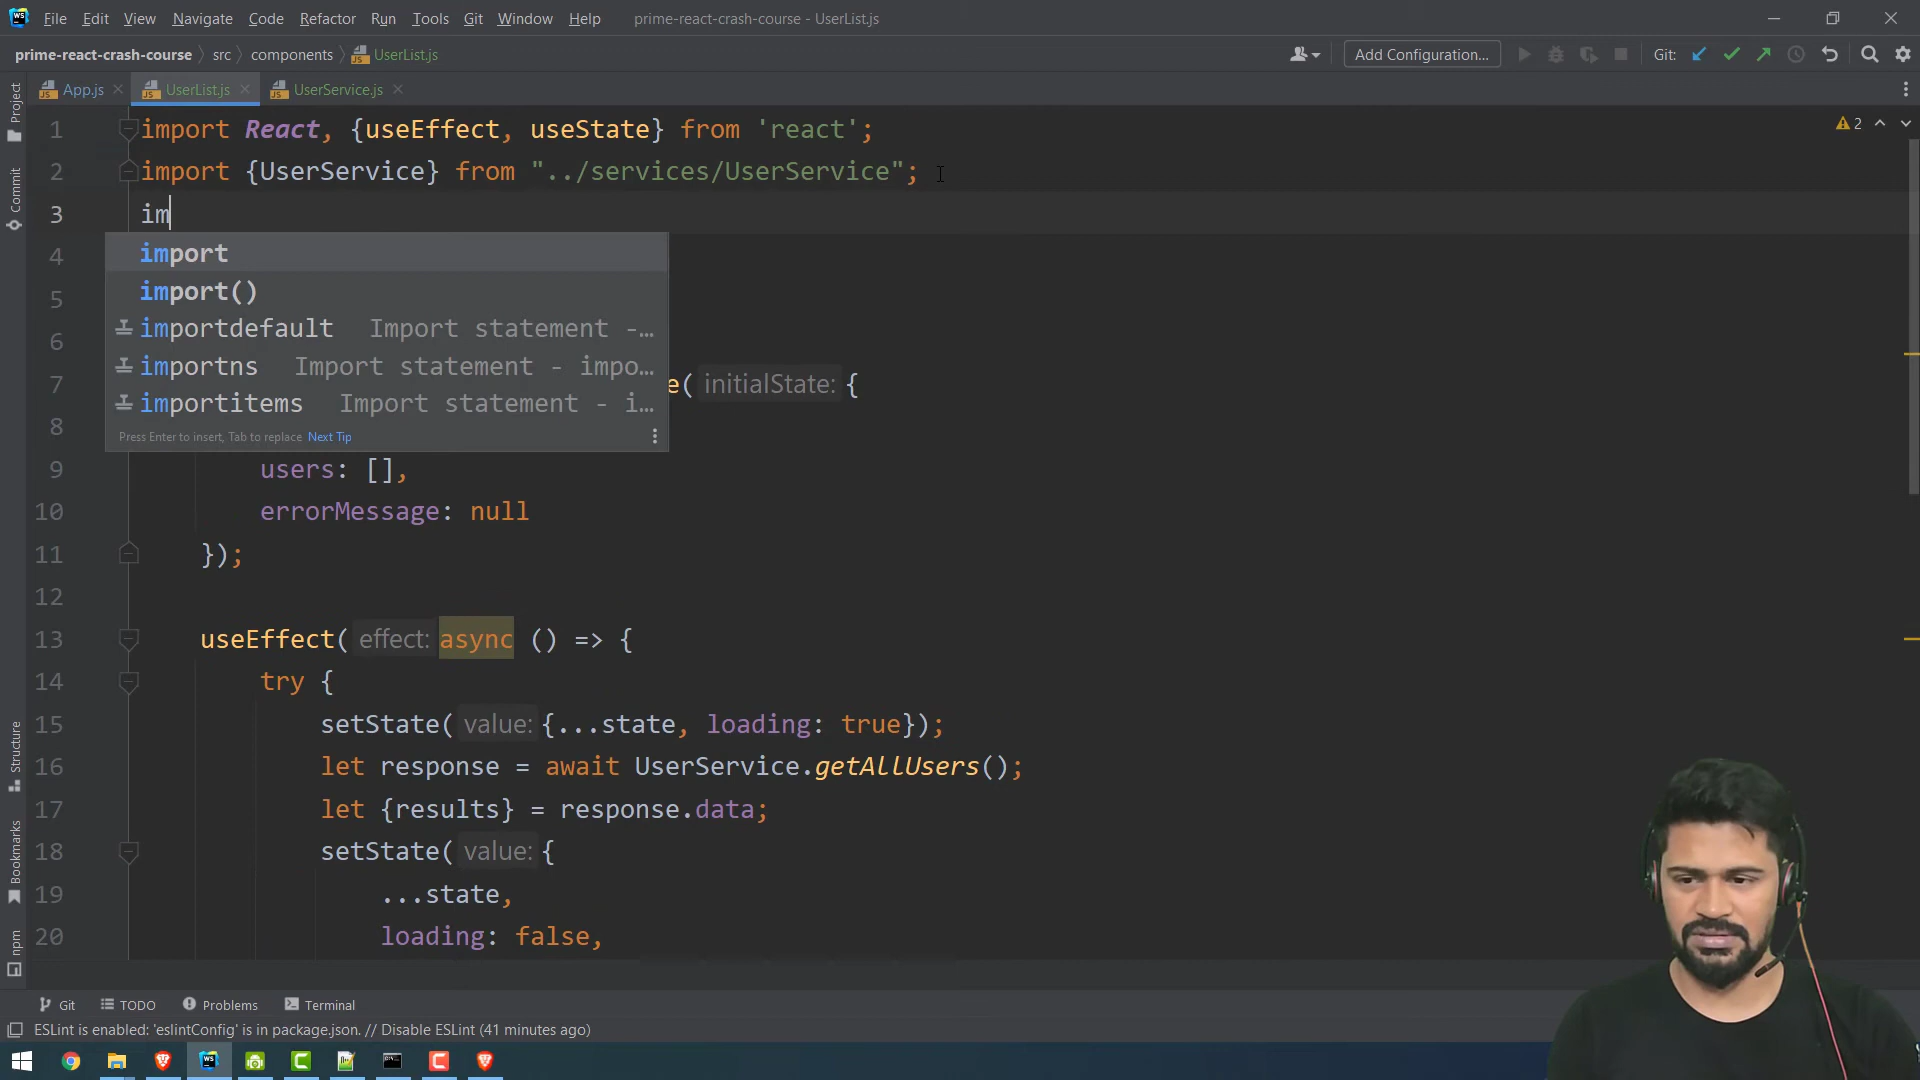 File Edit View Navigate Code Refactor Run Tools Git Window Help prime-react-crash-course - UserList.js
prime-react-crash-course src components UserList.js Add Configuration... Git:
App.js UserList.js UserService.js
Project
Commit
Structure
Bookmarks
npm
2
1 import React, {useEffect, useState} from 'react';
2 import {UserService} from "../services/UserService";
3 im
4 import
import()
5
6 importdefault Import statement -…
importns Import statement - impo…
7 e( initialState: {
importitems Import statement - i…
8
Press Enter to insert, Tab to replace Next Tip
9 users: [],
10 errorMessage: null
11 });
12
13 useEffect( effect: async () => {
14 try {
15 setState( value: {...state, loading: true});
16 let response = await UserService.getAllUsers();
17 let {results} = response.data;
18 setState( value: {
19 ...state,
20 loading: false,
Git TODO Problems Terminal
ESLint is enabled: 'eslintConfig' is in package.json. // Disable ESLint (41 minutes ago)